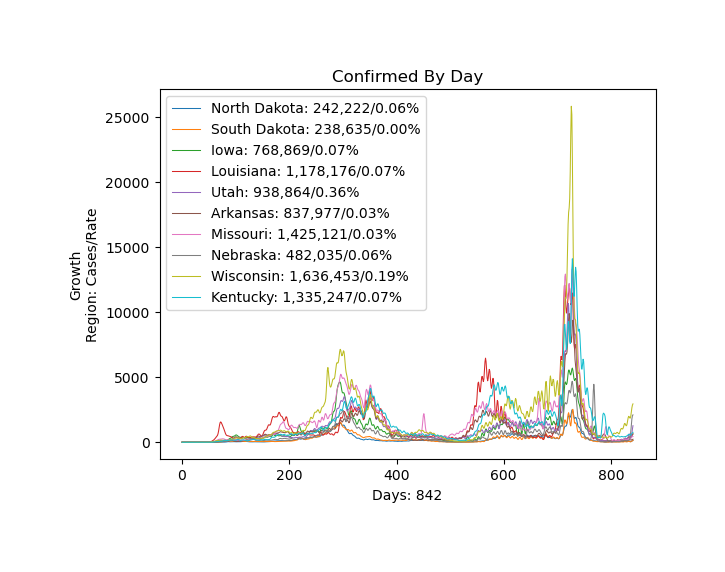 Confirmed By Day
25000
20000
15000
10000
5000
0
Growth
Region: Cases/Rate
North Dakota: 242,222/0.06%
South Dakota: 238,635/0.00%
Iowa: 768,869/0.07%
Louisiana: 1,178,176/0.07%
Utah: 938,864/0.36%
Arkansas: 837,977/0.03%
Missouri: 1,425,121/0.03%
Nebraska: 482,035/0.06%
Wisconsin: 1,636,453/0.19%
Kentucky: 1,335,247/0.07%
0 200 400 600 800
Days: 842